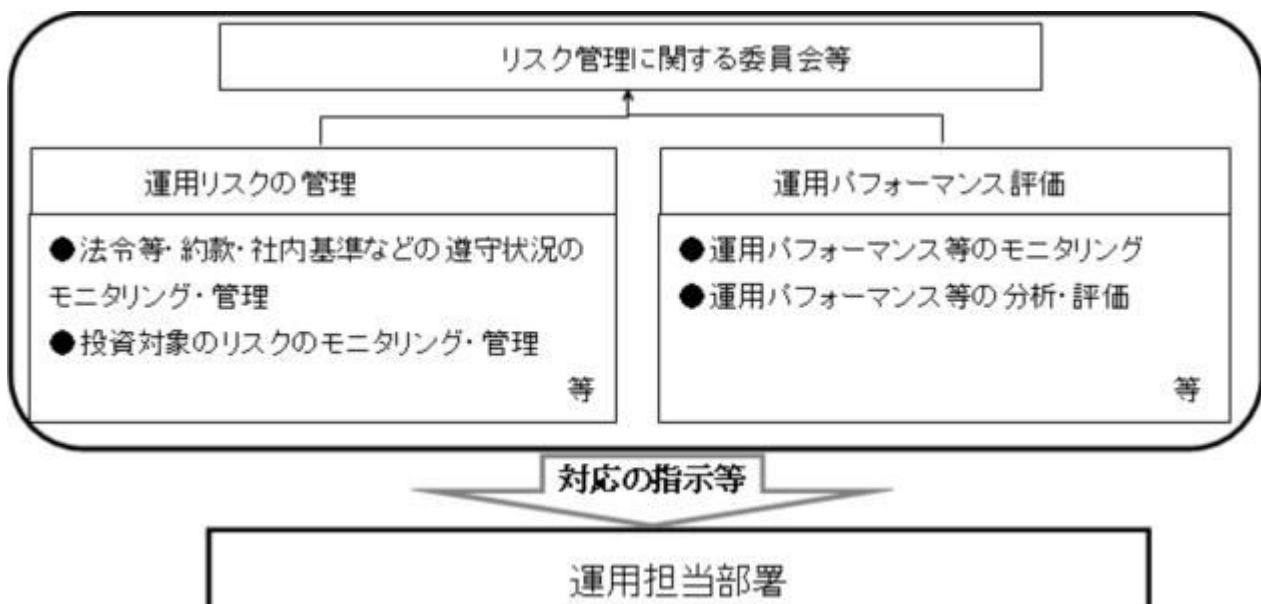 リスク管理に関する委員会等
運用リスクの管理
●法令等・約款・社内基準などの遵守状況の
モニタリング・管理
●投資対象のリスクのモニタリング・管理
等
運用パフォーマンス評価
●運用パフォーマンス等のモニタリング
●運用パフォーマンス等の分析・評価
等
対応の指示等
運用担当部署